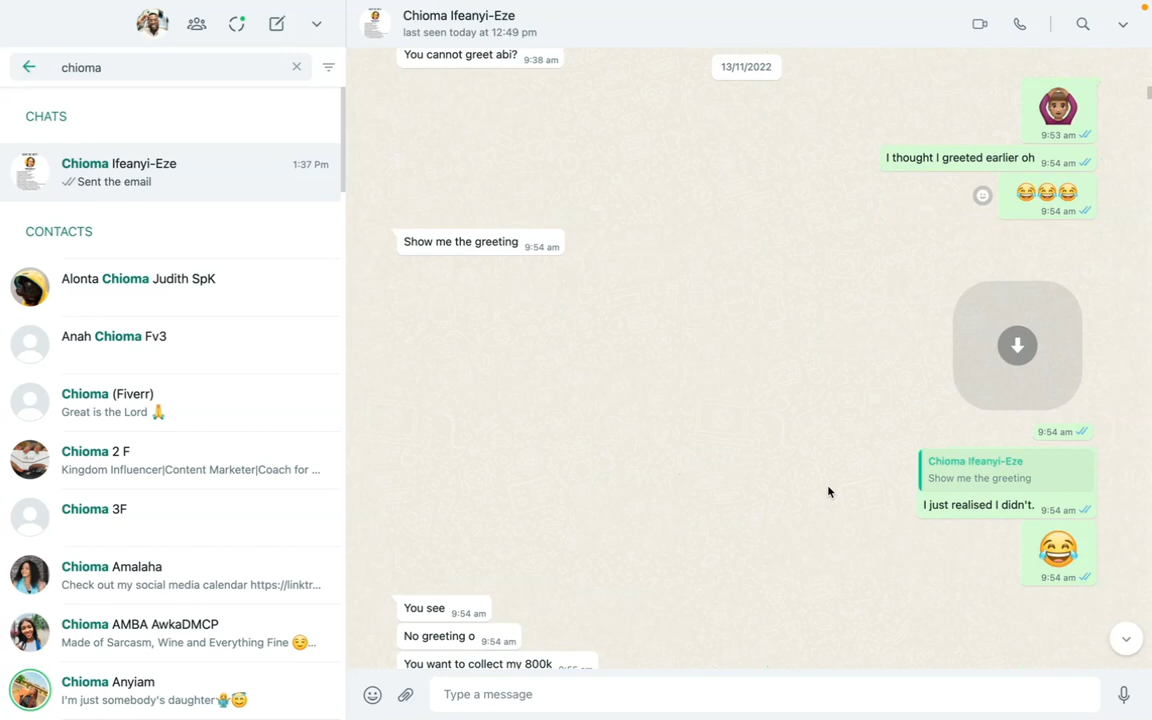 chioma
CHATS
Chioma Ifeanyi-Eze
1:37 Pm
Sent the email
CONTACTS
Alonta Chioma Judith SpK
Anah Chioma Fv3
Chioma (Fiverr)
Great is the Lord 🙏
Chioma 2 F
Kingdom Influencer|Content Marketer|Coach for ...
Chioma 3F
Chioma Amalaha
Check out my social media calendar https://linktr...
Chioma AMBA AwkaDMCP
Made of Sarcasm, Wine and Everything Fine 😌...
Chioma Anyiam
I'm just somebody's daughter🧚😇
Chioma Ifeanyi-Eze
last seen today at 12:49 pm
You cannot greet abi? 9:38 am
13/11/2022
9:53 am
I thought I greeted earlier oh 9:54 am
😂😂😂
9:54 am
Show me the greeting 9:54 am
9:54 am
Chioma Ifeanyi-Eze
Show me the greeting
I just realised I didn't. 9:54 am
😂
9:54 am
You see 9:54 am
No greeting o 9:54 am
You want to collect my 800k
Type a message